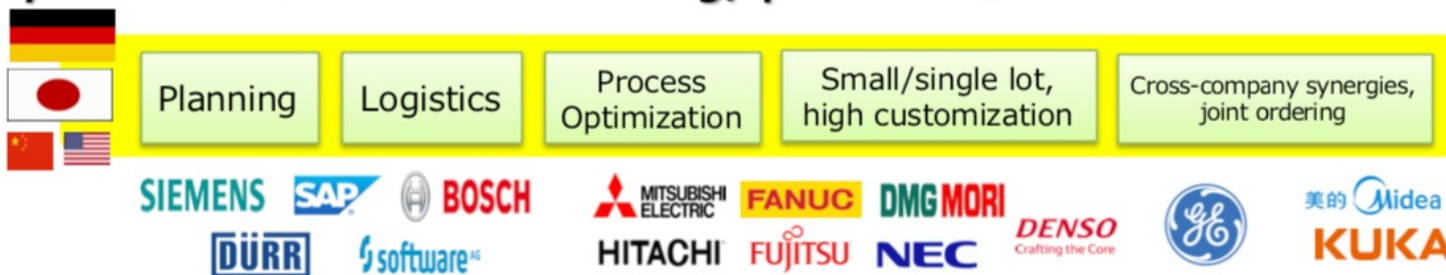 Planning
Logistics
Process
Optimization
Small/single lot,
high customization
Cross-company synergies,
joint ordering
SIEMENS SAP BOSCH MITSUBISHI
ELECTRIC FANUC DMG MORI
DENSO
Crafting the Core
GE
美的 Midea
DÜRR software AG HITACHI FUJITSU NEC KUKA